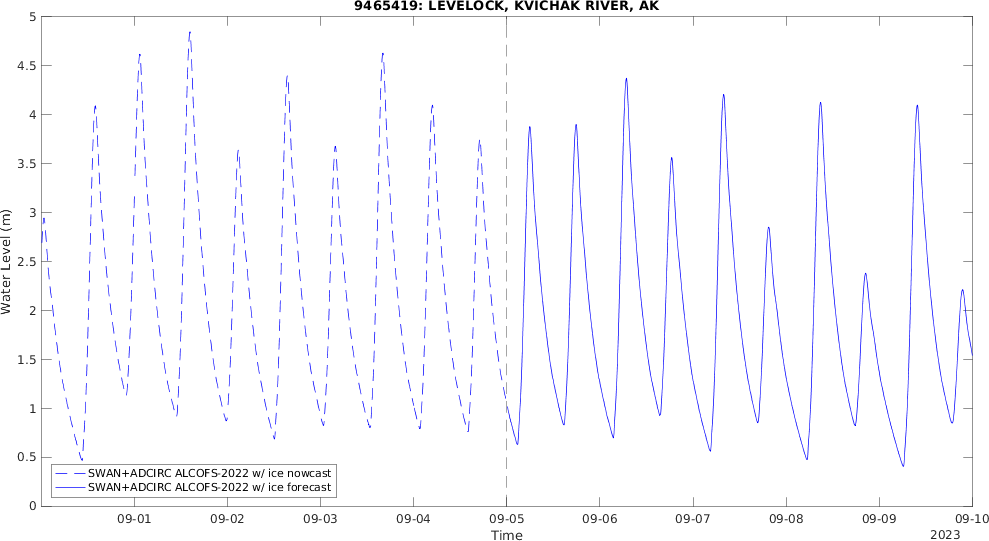 9465419: LEVELOCK, KVICHAK RIVER, AK
5
4.5
4
3.5
3
2.5
2
1.5
1
0.5
0
Water Level (m)
SWAN+ADCIRC ALCOFS-2022 w/ ice nowcast
SWAN+ADCIRC ALCOFS-2022 w/ ice forecast
09-01 09-02 09-03 09-04 09-05 09-06 09-07 09-08 09-09 09-10
Time
2023